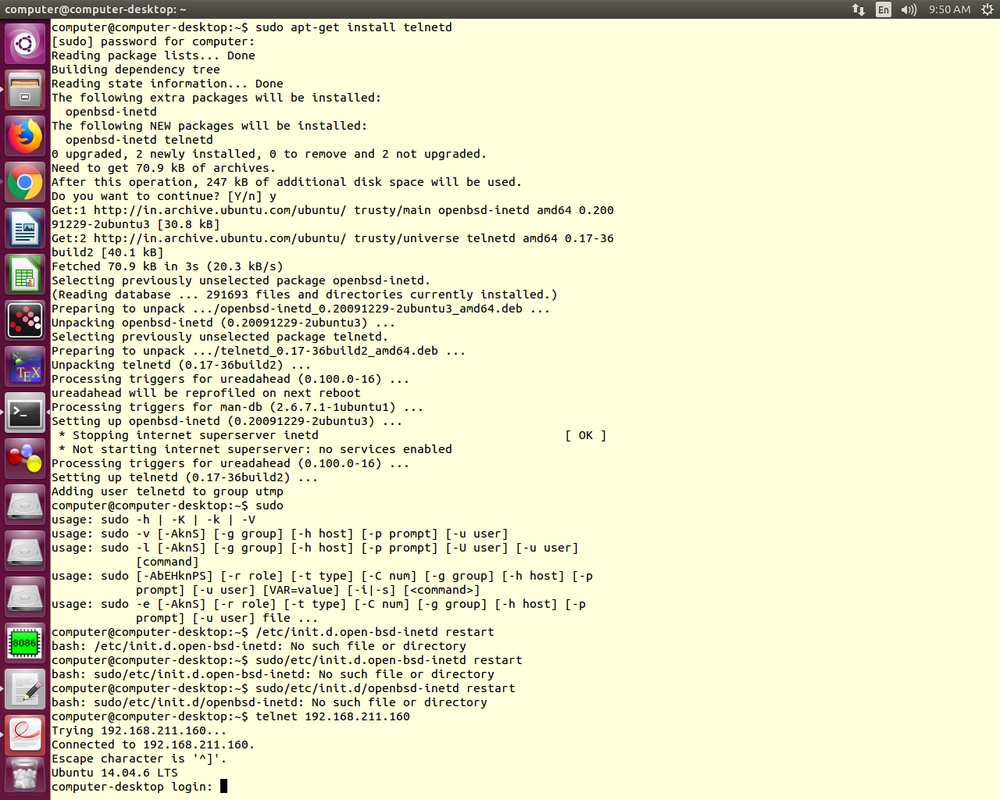 computer@computer-desktop: ~
En
9:50 AM
computer@computer-desktop:~$ sudo apt-get install telnetd
[sudo] password for computer:
Reading package lists... Done
Building dependency tree
Reading state information... Done
The following extra packages will be installed:
  openbsd-inetd
The following NEW packages will be installed:
  openbsd-inetd telnetd
0 upgraded, 2 newly installed, 0 to remove and 2 not upgraded.
Need to get 70.9 kB of archives.
After this operation, 247 kB of additional disk space will be used.
Do you want to continue? [Y/n] y
Get:1 http://in.archive.ubuntu.com/ubuntu/ trusty/main openbsd-inetd amd64 0.200
91229-2ubuntu3 [30.8 kB]
Get:2 http://in.archive.ubuntu.com/ubuntu/ trusty/universe telnetd amd64 0.17-36
build2 [40.1 kB]
Fetched 70.9 kB in 3s (20.3 kB/s)
Selecting previously unselected package openbsd-inetd.
(Reading database ... 291693 files and directories currently installed.)
Preparing to unpack .../openbsd-inetd_0.20091229-2ubuntu3_amd64.deb ...
Unpacking openbsd-inetd (0.20091229-2ubuntu3) ...
Selecting previously unselected package telnetd.
Preparing to unpack .../telnetd_0.17-36build2_amd64.deb ...
Unpacking telnetd (0.17-36build2) ...
Processing triggers for ureadahead (0.100.0-16) ...
ureadahead will be reprofiled on next reboot
Processing triggers for man-db (2.6.7.1-1ubuntu1) ...
Setting up openbsd-inetd (0.20091229-2ubuntu3) ...
 * Stopping internet superserver inetd                                   [ OK ]
 * Not starting internet superserver: no services enabled
Processing triggers for ureadahead (0.100.0-16) ...
Setting up telnetd (0.17-36build2) ...
Adding user telnetd to group utmp
computer@computer-desktop:~$ sudo
usage: sudo -h | -K | -k | -V
usage: sudo -v [-AknS] [-g group] [-h host] [-p prompt] [-u user]
usage: sudo -l [-AknS] [-g group] [-h host] [-p prompt] [-U user] [-u user]
            [command]
usage: sudo [-AbEHknPS] [-r role] [-t type] [-C num] [-g group] [-h host] [-p
            prompt] [-u user] [VAR=value] [-i|-s] [<command>]
usage: sudo -e [-AknS] [-r role] [-t type] [-C num] [-g group] [-h host] [-p
            prompt] [-u user] file ...
computer@computer-desktop:~$ /etc/init.d.open-bsd-inetd restart
bash: /etc/init.d.open-bsd-inetd: No such file or directory
computer@computer-desktop:~$ sudo/etc/init.d.open-bsd-inetd restart
bash: sudo/etc/init.d.open-bsd-inetd: No such file or directory
computer@computer-desktop:~$ sudo/etc/init.d/openbsd-inetd restart
bash: sudo/etc/init.d/openbsd-inetd: No such file or directory
computer@computer-desktop:~$ telnet 192.168.211.160
Trying 192.168.211.160...
Connected to 192.168.211.160.
Escape character is '^]'.
Ubuntu 14.04.6 LTS
computer-desktop login:
TEX
>_
8086